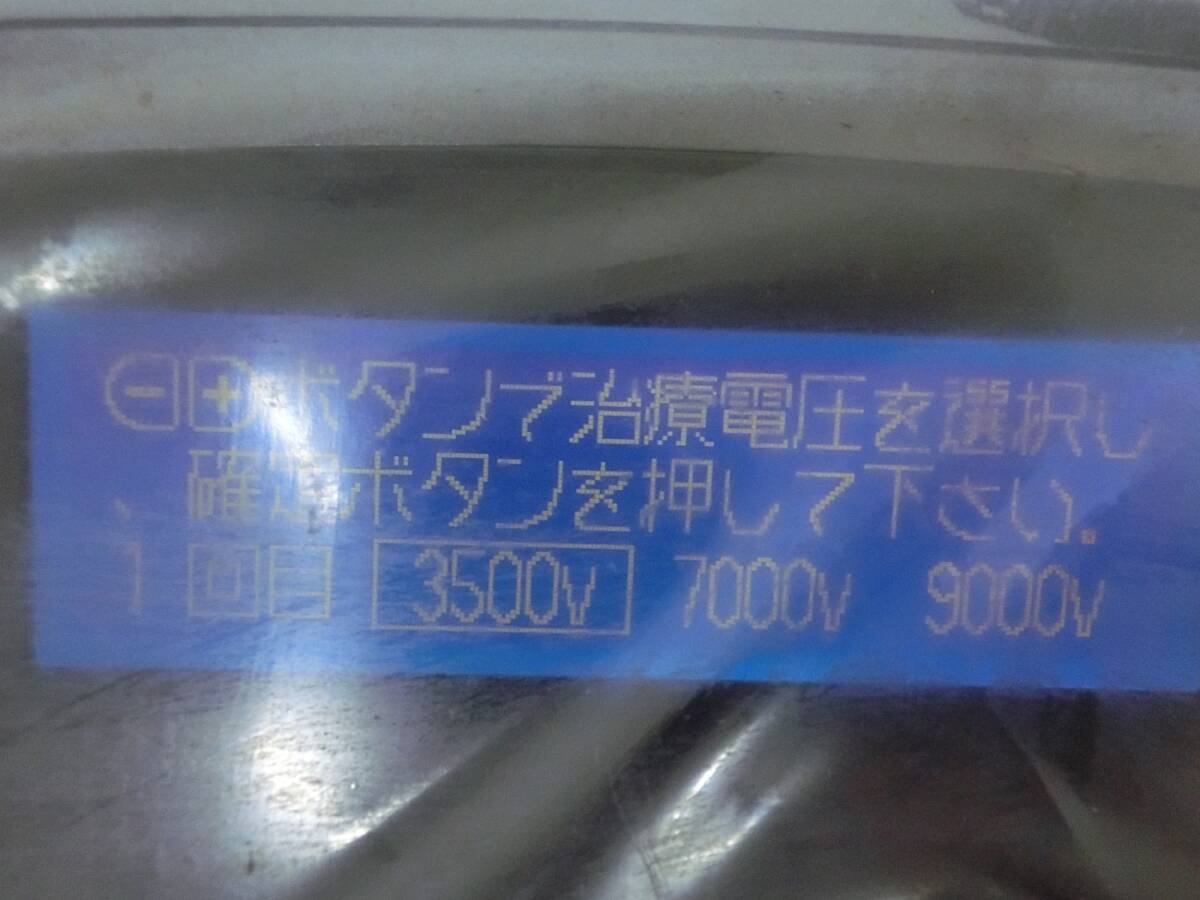 ⊖⊕ボタンで治療電圧を選択し
、確定ボタンを押して下さい。
1回目 3500v 7000v 9000v